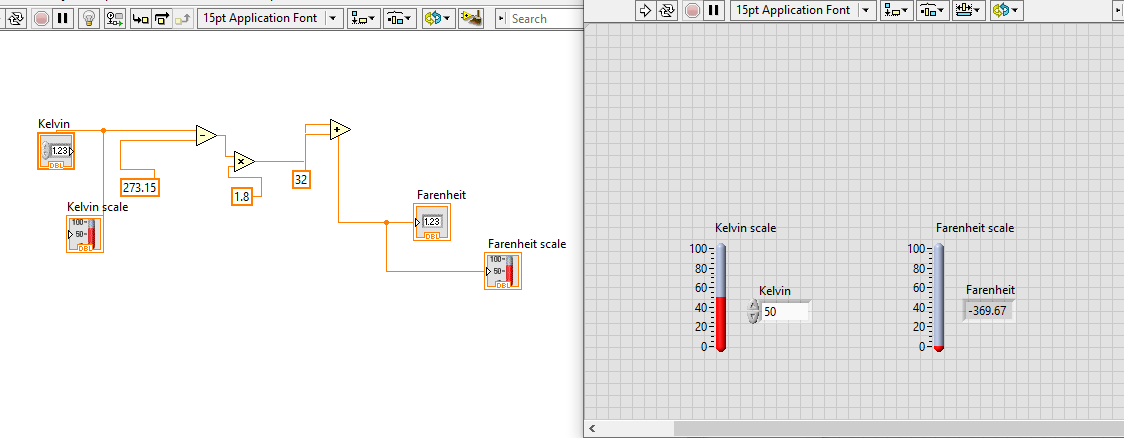 15pt Application Font
Search
Kelvin
1.23
DBL
273.15
1.8
32
Kelvin scale
100
50
DBL
Farenheit
1.23
DBL
Farenheit scale
100
50
DBL
15pt Application Font
Kelvin scale
100
80
60
40
20
0
Kelvin
50
Farenheit scale
100
80
60
40
20
0
Farenheit
-369.67